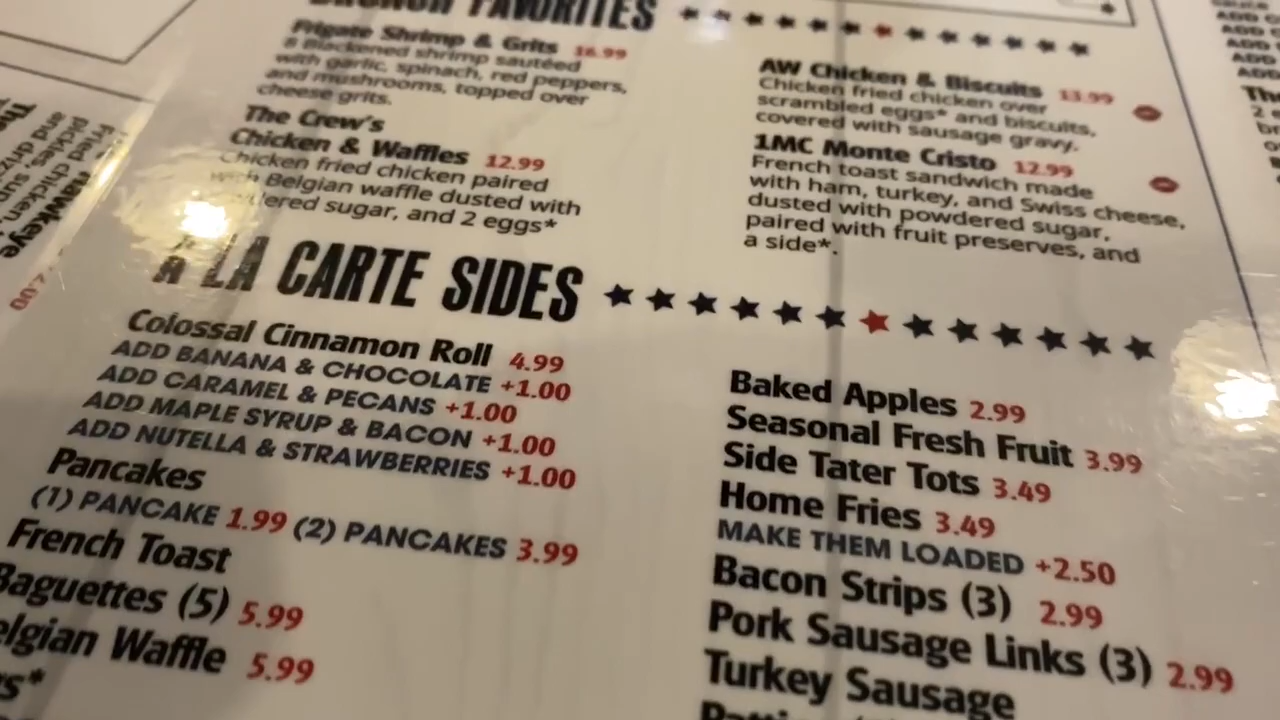 BRUNCH FAVORITES
Frigate Shrimp & Grits 16.99
8 Blackened shrimp sautéed
with garlic, spinach, red peppers,
and mushrooms, topped over
cheese grits.
The Crew's
Chicken & Waffles 12.99
Chicken fried chicken paired
with Belgian waffle dusted with
dered sugar, and 2 eggs*
AW Chicken & Biscuits 13.99
Chicken fried chicken over
scrambled eggs* and biscuits,
covered with sausage gravy.
1MC Monte Cristo 12.99
French toast sandwich made
with ham, turkey, and Swiss cheese,
dusted with powdered sugar,
paired with fruit preserves, and
a side*.
A LA CARTE SIDES
Colossal Cinnamon Roll 4.99
ADD BANANA & CHOCOLATE +1.00
ADD CARAMEL & PECANS +1.00
ADD MAPLE SYRUP & BACON +1.00
ADD NUTELLA & STRAWBERRIES +1.00
Pancakes
(1) PANCAKE 1.99 (2) PANCAKES 3.99
French Toast
Baguettes (5) 5.99
elgian Waffle 5.99
Baked Apples 2.99
Seasonal Fresh Fruit 3.99
Side Tater Tots 3.49
Home Fries 3.49
MAKE THEM LOADED +2.50
Bacon Strips (3) 2.99
Pork Sausage Links (3) 2.99
Turkey Sausage